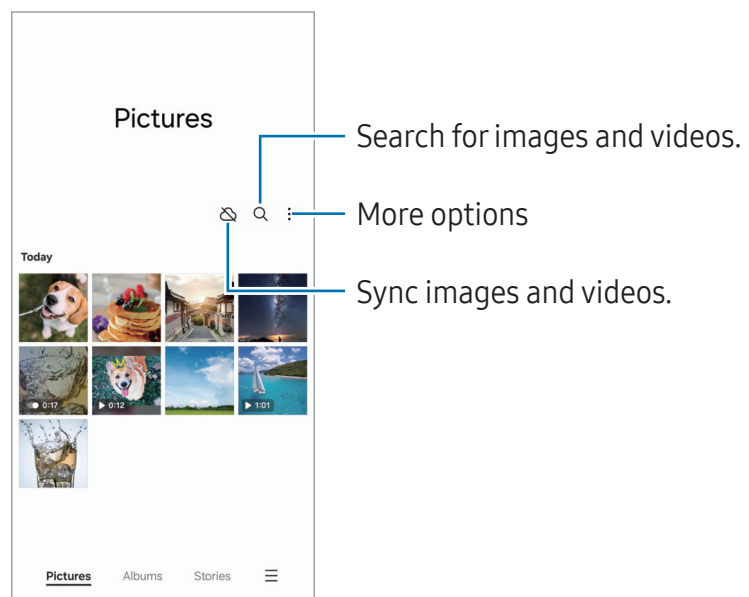 Pictures
Search for images and videos.
More options
Sync images and videos.
Today
0:17
0:12
1:01
Pictures Albums Stories